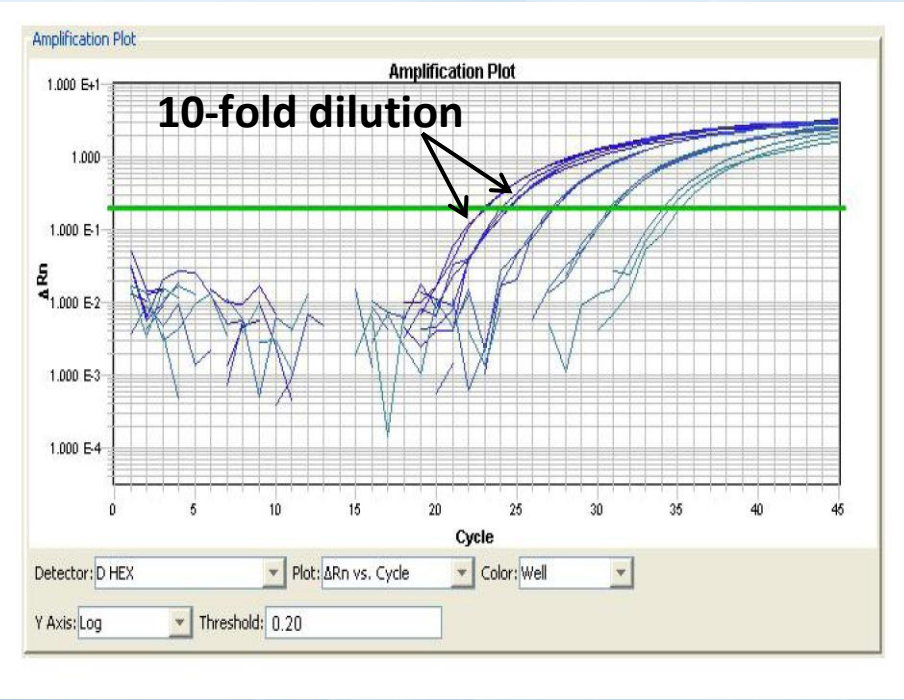 Amplification Plot
Amplification Plot
10-fold dilution
1.000 E+1
1.000
1.000 E-1
1.000 E-2
1.000 E-3
1.000 E-4
ΔRn
0 5 10 15 20 25 30 35 40 45
Cycle
Detector: D HEX Plot: ΔRn vs. Cycle Color: Well
Y Axis: Log Threshold: 0.20